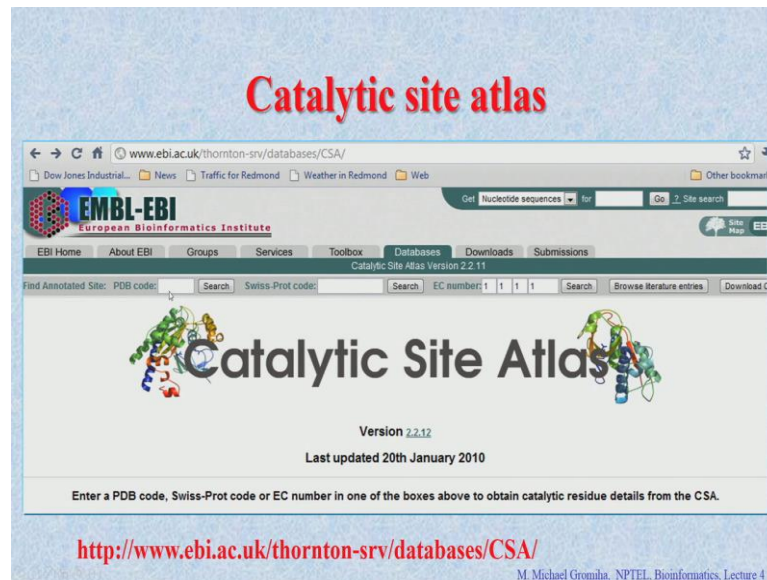 Catalytic site atlas
www.ebi.ac.uk/thornton-srv/databases/CSA/
Dow Jones Industrial... News Traffic for Redmond Weather in Redmond Web Other bookmar
EMBL-EBI
European Bioinformatics Institute
Get Nucleotide sequences for Go ? Site search
Site Map EE
EBI Home About EBI Groups Services Toolbox Databases Downloads Submissions
Catalytic Site Atlas Version 2.2.11
Find Annotated Site: PDB code: Search Swiss-Prot code: Search EC number: 1 1 1 1 Search Browse literature entries Download C
Catalytic Site Atlas
Version 2.2.12
Last updated 20th January 2010
Enter a PDB code, Swiss-Prot code or EC number in one of the boxes above to obtain catalytic residue details from the CSA.
http://www.ebi.ac.uk/thornton-srv/databases/CSA/
M. Michael Gromiha, NPTEL, Bioinformatics, Lecture 4